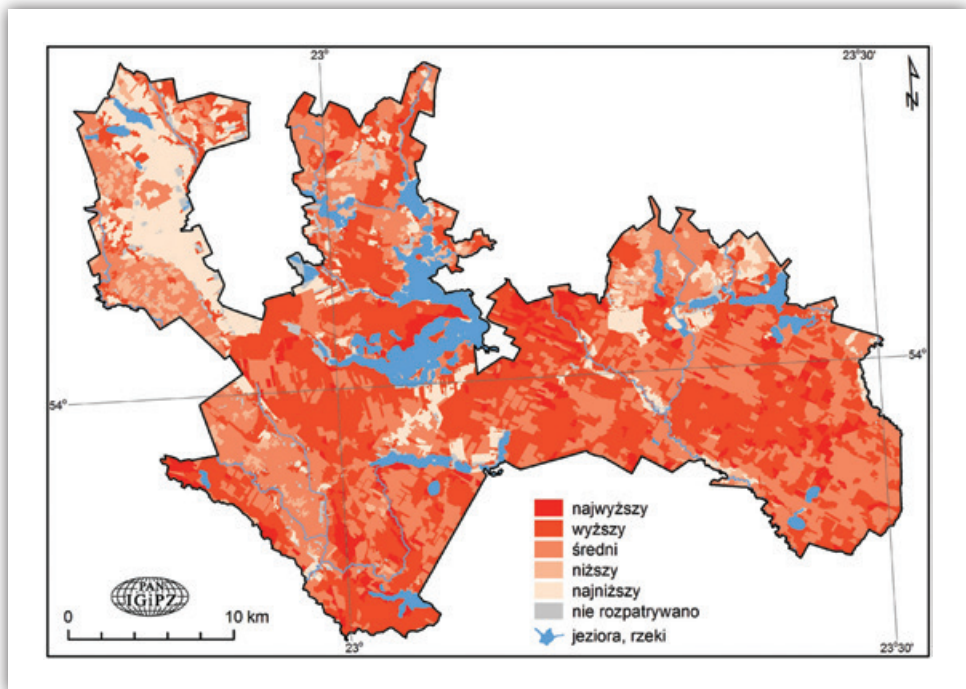 23°
23°30'
N
54°
54°
najwyższy
wyższy
średni
niższy
najniższy
nie rozpatrywano
jeziora, rzeki
PAN
IGiPZ
0 10 km
23°
23°30'